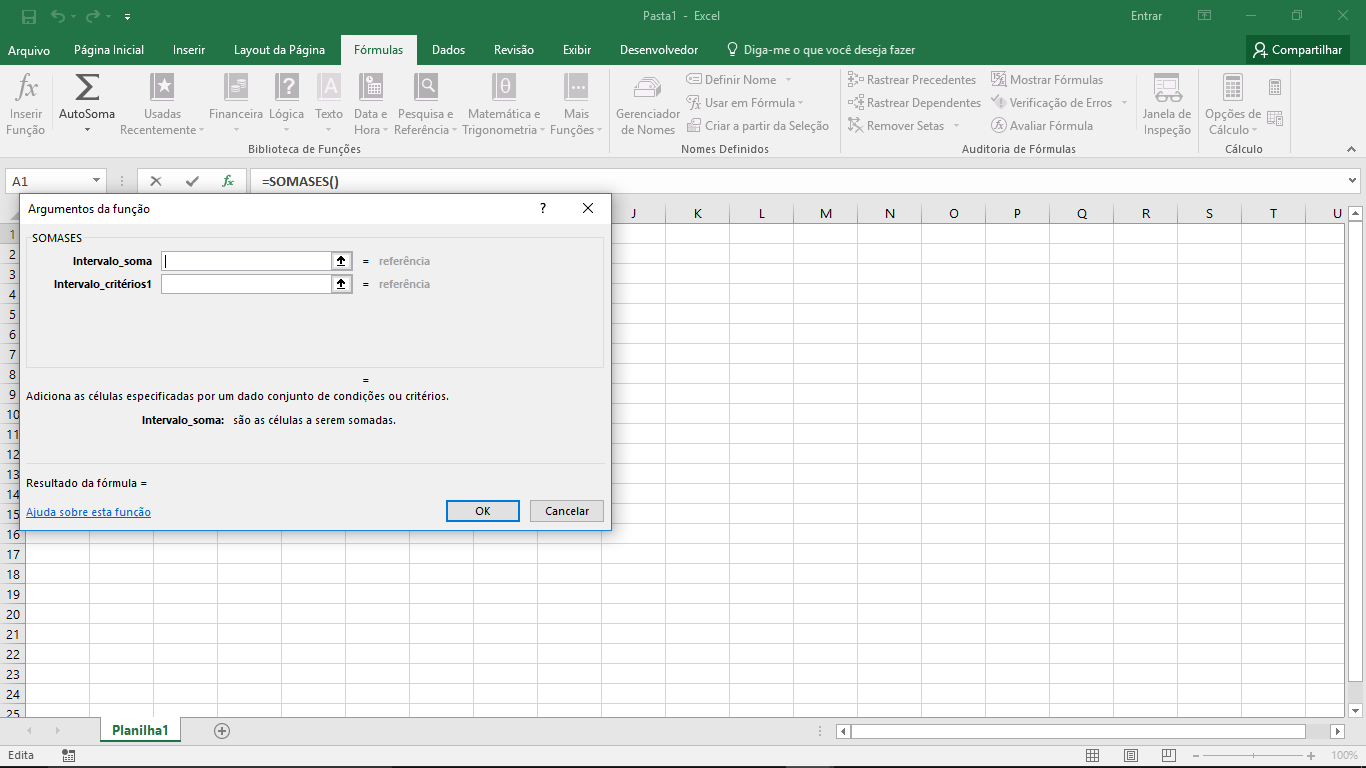 Pasta1 - Excel
Entrar
Arquivo
Página Inicial
Inserir
Layout da Página
Fórmulas
Dados
Revisão
Exibir
Desenvolvedor
Diga-me o que você deseja fazer
Compartilhar
Inserir
Função
AutoSoma
Usadas
Recentemente
Financeira
Lógica
Texto
Data e
Hora
Pesquisa e
Referência
Matemática e
Trigonometria
Mais
Funções
Biblioteca de Funções
Gerenciador
de Nomes
Definir Nome
Usar em Fórmula
Criar a partir da Seleção
Nomes Definidos
Rastrear Precedentes
Rastrear Dependentes
Remover Setas
Mostrar Fórmulas
Verificação de Erros
Avaliar Fórmula
Auditoria de Fórmulas
Janela de
Inspeção
Opções de
Cálculo
Cálculo
A1
fx
=SOMASES()
J K L M N O P Q R S T U
Argumentos da função
?
SOMASES
Intervalo_soma = referência
Intervalo_critérios1 = referência
=
Adiciona as células especificadas por um dado conjunto de condições ou critérios.
Intervalo_soma: são as células a serem somadas.
Resultado da fórmula =
Ajuda sobre esta função
OK
Cancelar
1
2
3
4
5
6
7
8
9
10
11
12
13
14
15
16
17
18
19
20
21
22
23
24
25
Planilha1
Edita
100%